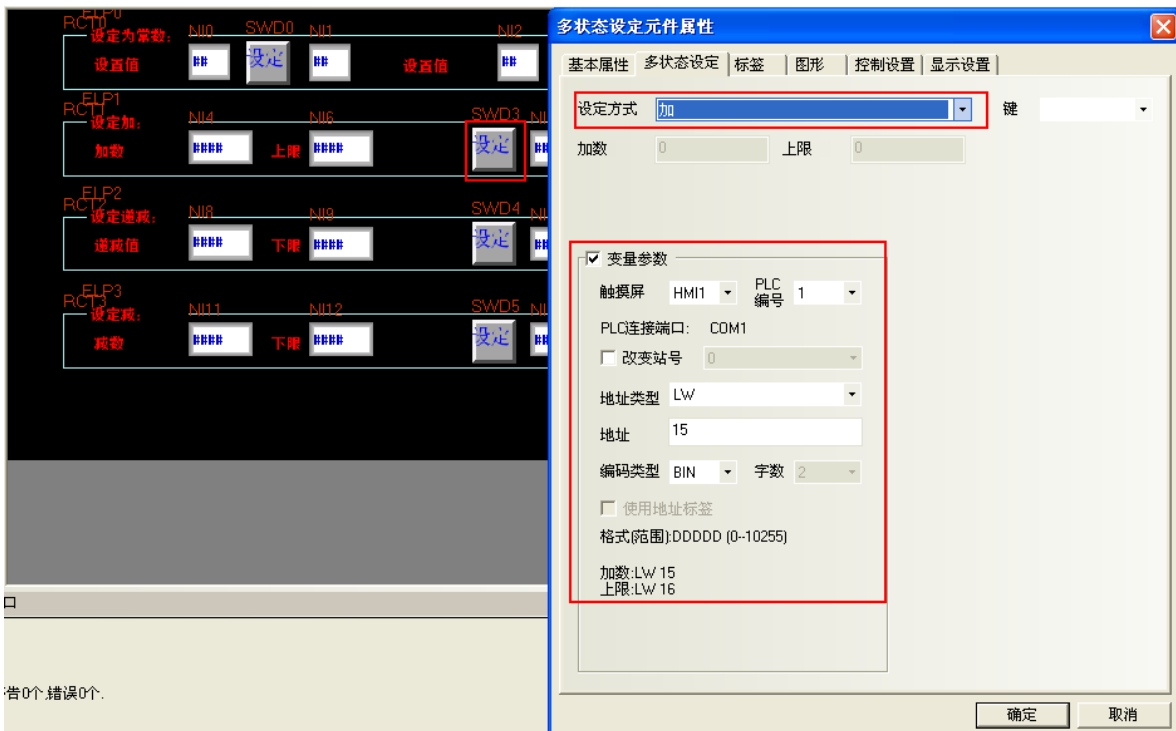 ELP0
RCT0
设定为常数:
NI0
SWD0
NI1
NI2
设置值
##
设定
##
设置值
##
ELP1
RCT1
设定加:
NI4
NI6
SWD3
NI
加数
####
上限
####
设定
##
ELP2
RCT2
设定递减:
NI8
NI9
SWD4
NI
递减值
####
下限
####
设定
##
ELP3
RCT3
设定减:
NI11
NI12
SWD5
NI
减数
####
下限
####
设定
##
口
告0个,错误0个.
多状态设定元件属性
基本属性 多状态设定 标签 图形 控制设置 显示设置
设定方式 加 键
加数 0 上限 0
变量参数
触摸屏 HMI1 PLC编号 1
PLC连接端口: COM1
改变站号 0
地址类型 LW
地址 15
编码类型 BIN 字数 2
使用地址标签
格式(范围):DDDDD (0--10255)
加数:LW 15
上限:LW 16
确定 取消